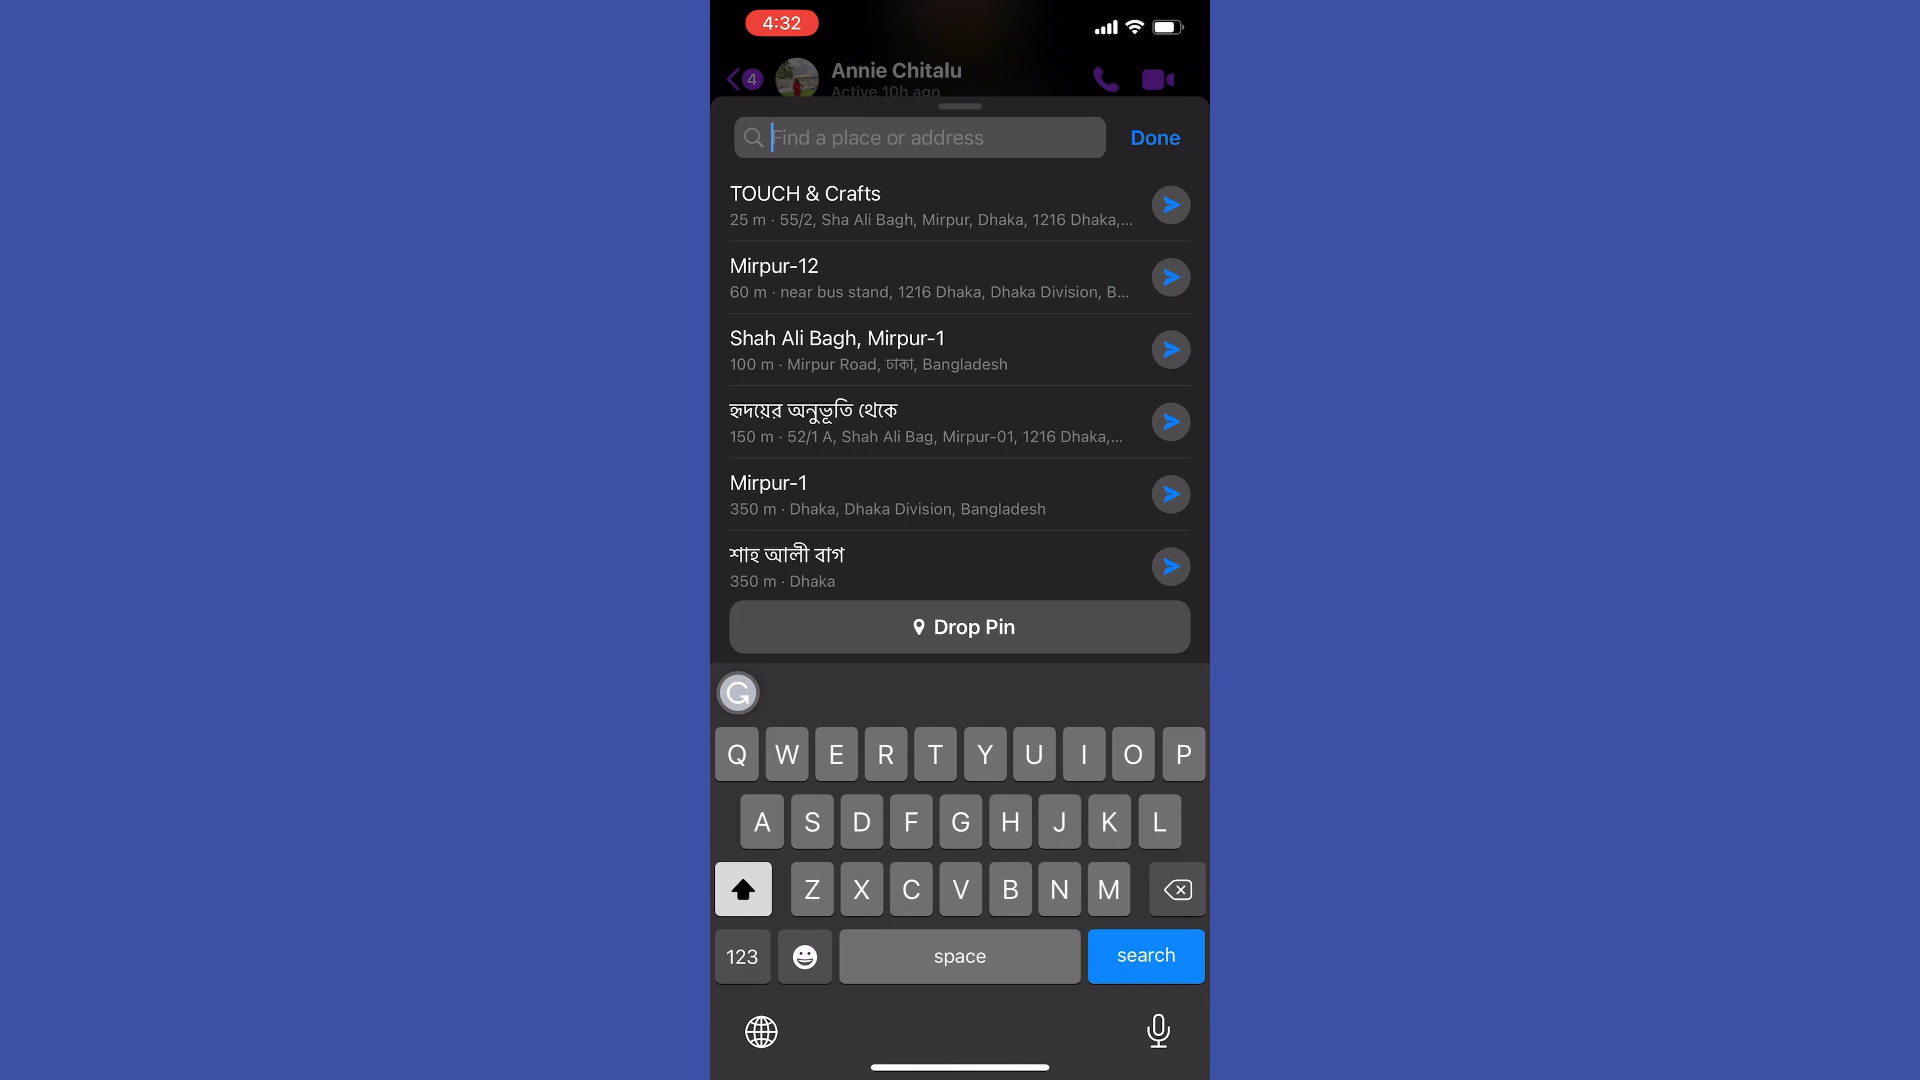 4:32
4
Annie Chitalu
Active 10h ago
Find a place or address
Done
TOUCH & Crafts
25 m · 55/2, Sha Ali Bagh, Mirpur, Dhaka, 1216 Dhaka,...
Mirpur-12
60 m · near bus stand, 1216 Dhaka, Dhaka Division, B...
Shah Ali Bagh, Mirpur-1
100 m · Mirpur Road, ঢাকা, Bangladesh
হৃদয়ের অনুভূতি থেকে
150 m · 52/1 A, Shah Ali Bag, Mirpur-01, 1216 Dhaka,...
Mirpur-1
350 m · Dhaka, Dhaka Division, Bangladesh
শাহ আলী বাগ
350 m · Dhaka
Drop Pin
Q W E R T Y U I O P
A S D F G H J K L
Z X C V B N M
123 space search